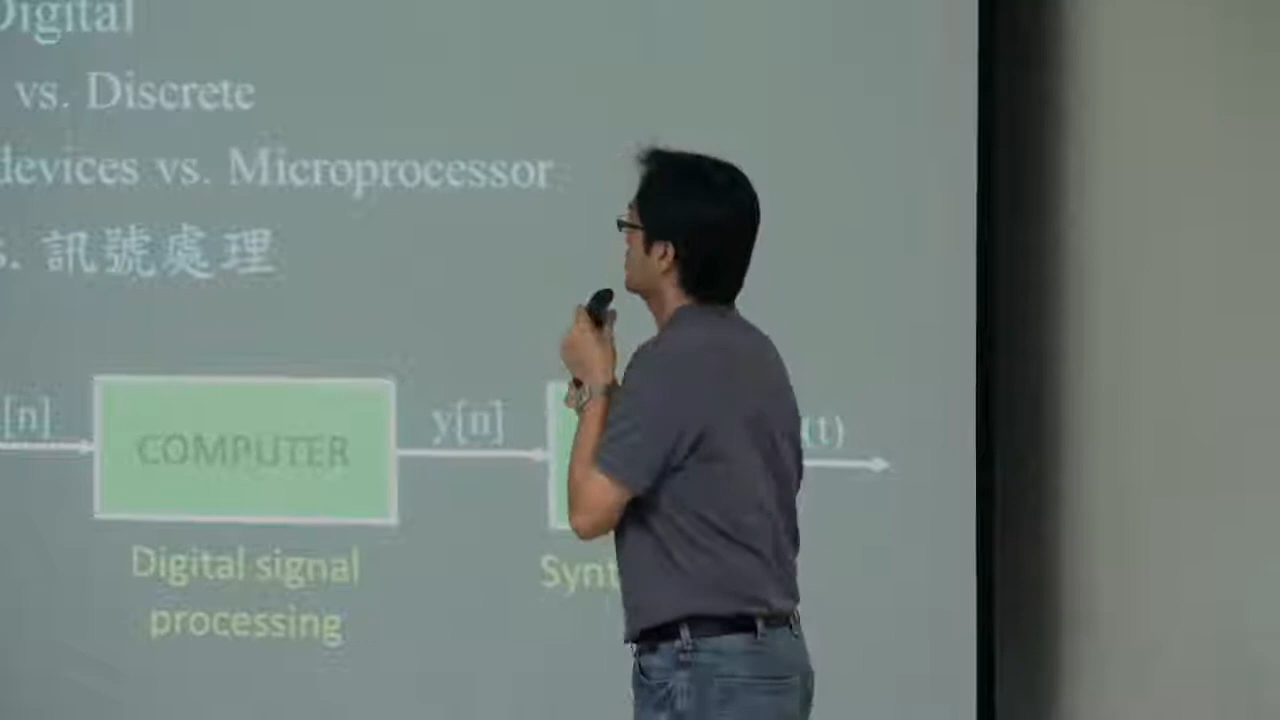 Digital
vs. Discrete
devices vs. Microprocessor
s. 訊號處理
[n]
COMPUTER
y[n]
(t)
Digital signal
processing
Synt